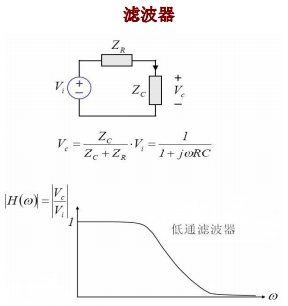 滤波器
Z_R
V_i + − Z_C + V_c −
V_c = Z_C / (Z_C + Z_R) · V_i = 1 / (1 + jωRC)
|H(ω)| = |V_c / V_i|
1
低通滤波器
ω